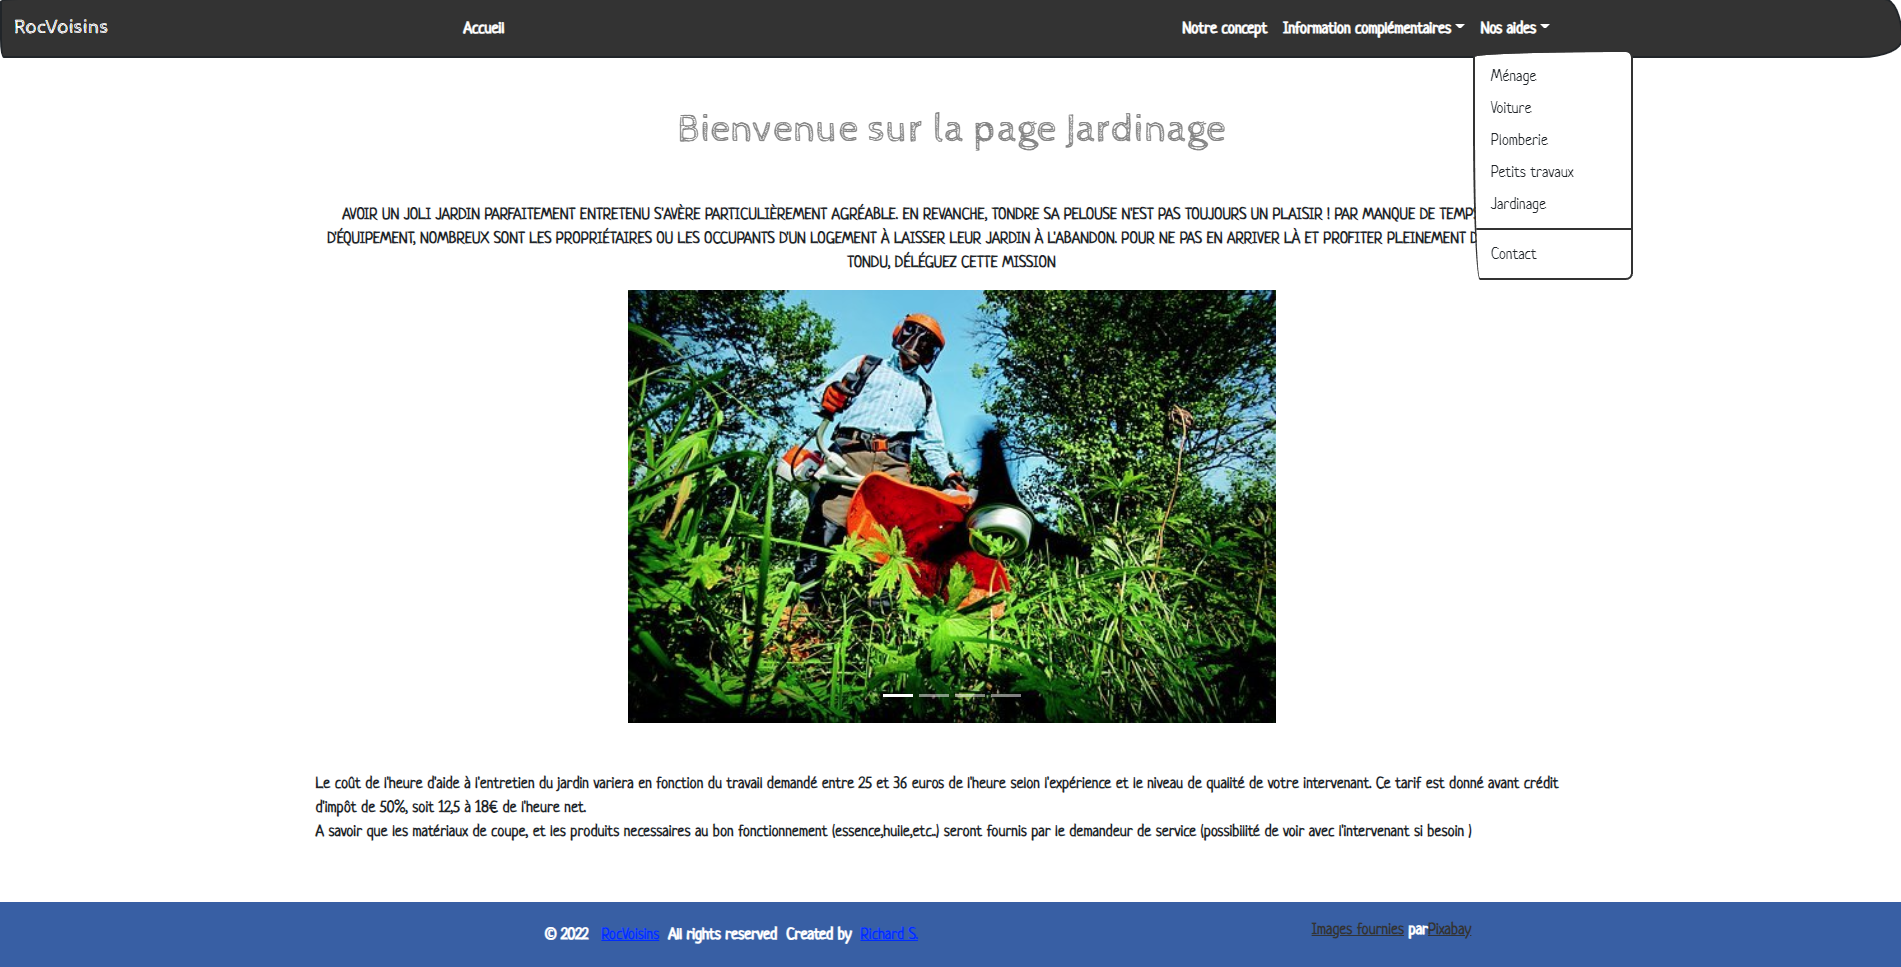 RocVoisins
Accueil
Notre concept
Information complémentaires
Nos aides
Ménage
Voiture
Plomberie
Petits travaux
Jardinage
Contact
Bienvenue sur la page Jardinage
AVOIR UN JOLI JARDIN PARFAITEMENT ENTRETENU S'AVÈRE PARTICULIÈREMENT AGRÉABLE. EN REVANCHE, TONDRE SA PELOUSE N'EST PAS TOUJOURS UN PLAISIR ! PAR MANQUE DE
D'ÉQUIPEMENT, NOMBREUX SONT LES PROPRIÉTAIRES OU LES OCCUPANTS D'UN LOGEMENT À LAISSER LEUR JARDIN À L'ABANDON. POUR NE PAS EN ARRIVER LÀ ET PROFITER PLEINEMENT
TONDU, DÉLÉGUEZ CETTE MISSION
Le coût de l'heure d'aide à l'entretien du jardin variera en fonction du travail demandé entre 25 et 36 euros de l'heure selon l'expérience et le niveau de qualité de votre intervenant. Ce tarif est donné avant crédit
d'impôt de 50%, soit 12,5 à 18€ de l'heure net.
A savoir que les matériaux de coupe, et les produits necessaires au bon fonctionnement (essence,huile,etc..) seront fournis par le demandeur de service (possibilité de voir avec l'intervenant si besoin )
© 2022 RocVoisins All rights reserved Created by Richard S.
Images fournies parPixabay